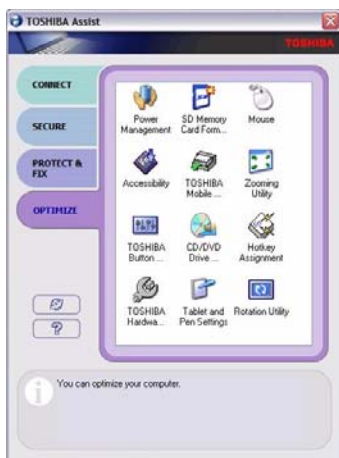 TOSHIBA Assist
TOSHIBA
CONNECT
SECURE
PROTECT &
FIX
OPTIMIZE
Power
Management
SD Memory
Card Form...
Mouse
Accessibility
TOSHIBA
Mobile ...
Zooming
Utility
TOSHIBA
Button ...
CD/DVD
Drive ...
Hotkey
Assignment
TOSHIBA
Hardwa...
Tablet and
Pen Settings
Rotation Utility
?
i
You can optimize your computer.